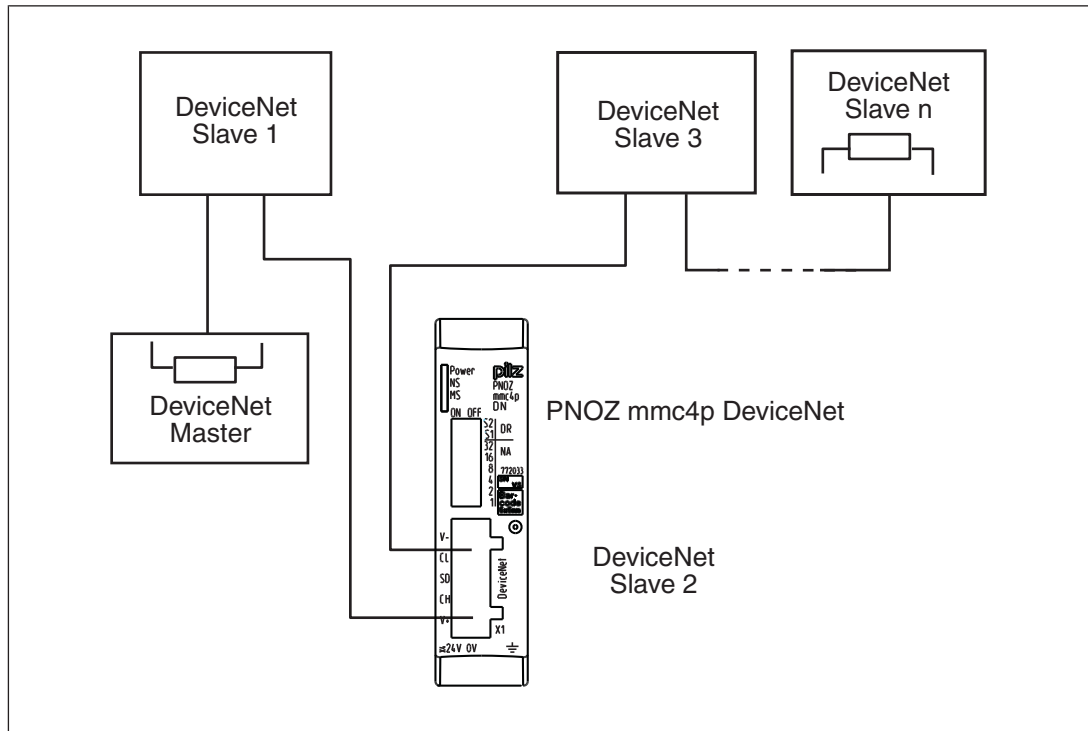 DeviceNet
Slave 1
DeviceNet
Slave 3
DeviceNet
Slave n
DeviceNet
Master
Power
NS
MS
pilz
PNOZ
mmc4p
DN
ON OFF
S2
S1
DR
32
16
8
4
2
1
NA
772033
Bar-
code
V-
CL
SD
CH
V+
DeviceNet
X1
24V 0V
PNOZ mmc4p DeviceNet
DeviceNet
Slave 2